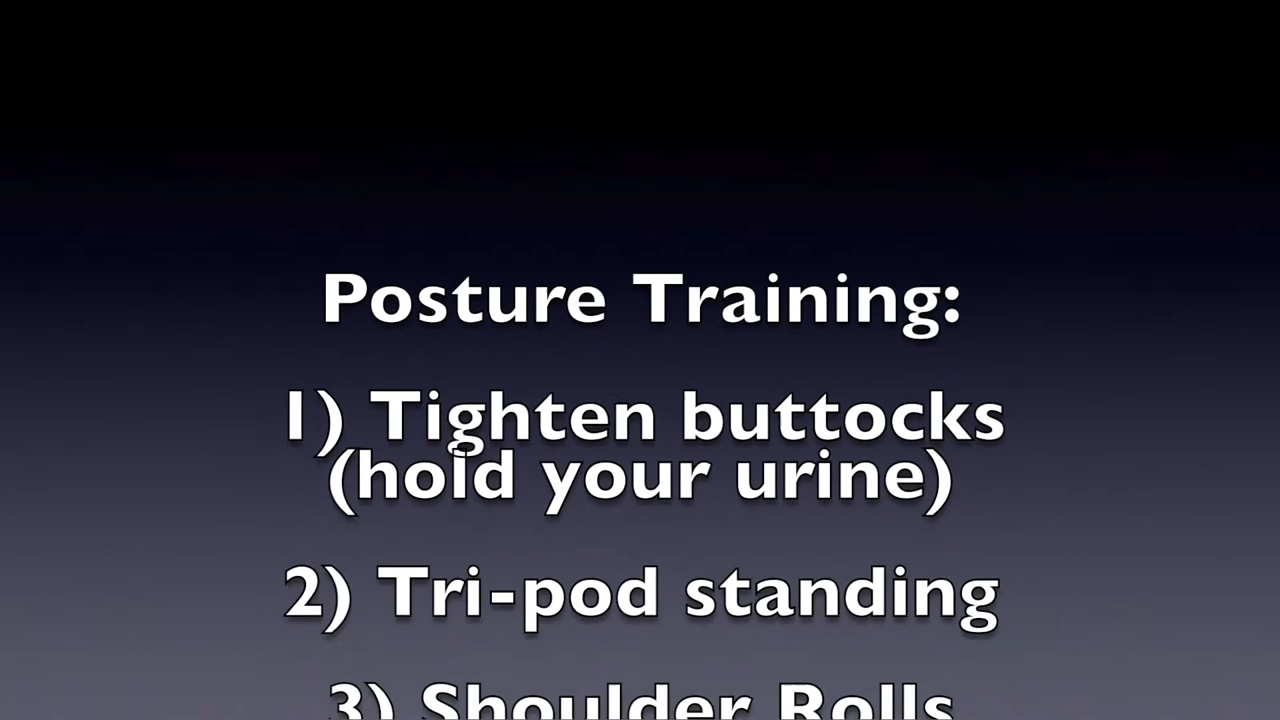 Posture Training:
1) Tighten buttocks
(hold your urine)
2) Tri-pod standing
3) Shoulder Rolls